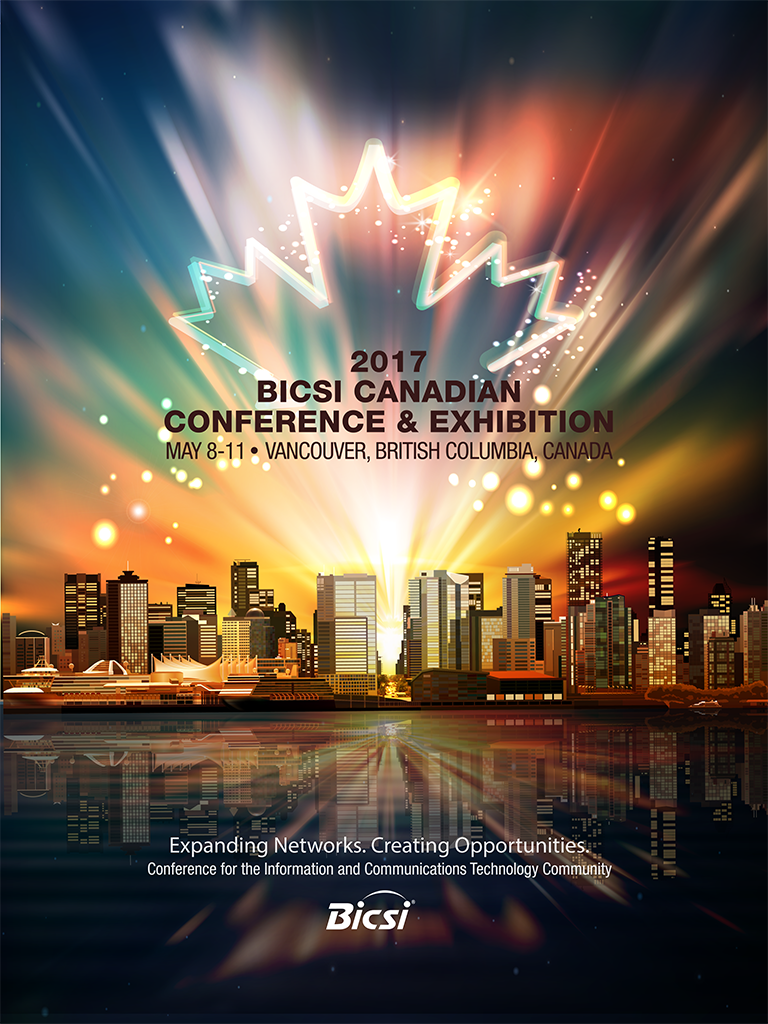 2017
BICSI CANADIAN
CONFERENCE & EXHIBITION
MAY 8-11 • VANCOUVER, BRITISH COLUMBIA, CANADA
Expanding Networks. Creating Opportunities.
Conference for the Information and Communications Technology Community
Bicsi®